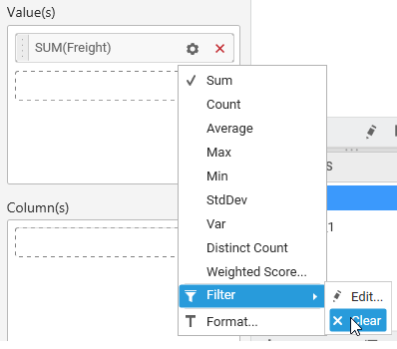 Value(s)
SUM(Freight)
Sum
Count
Average
Max
Min
StdDev
Var
Distinct Count
Weighted Score...
Filter
Edit...
Clear
Format...
Column(s)
S
1